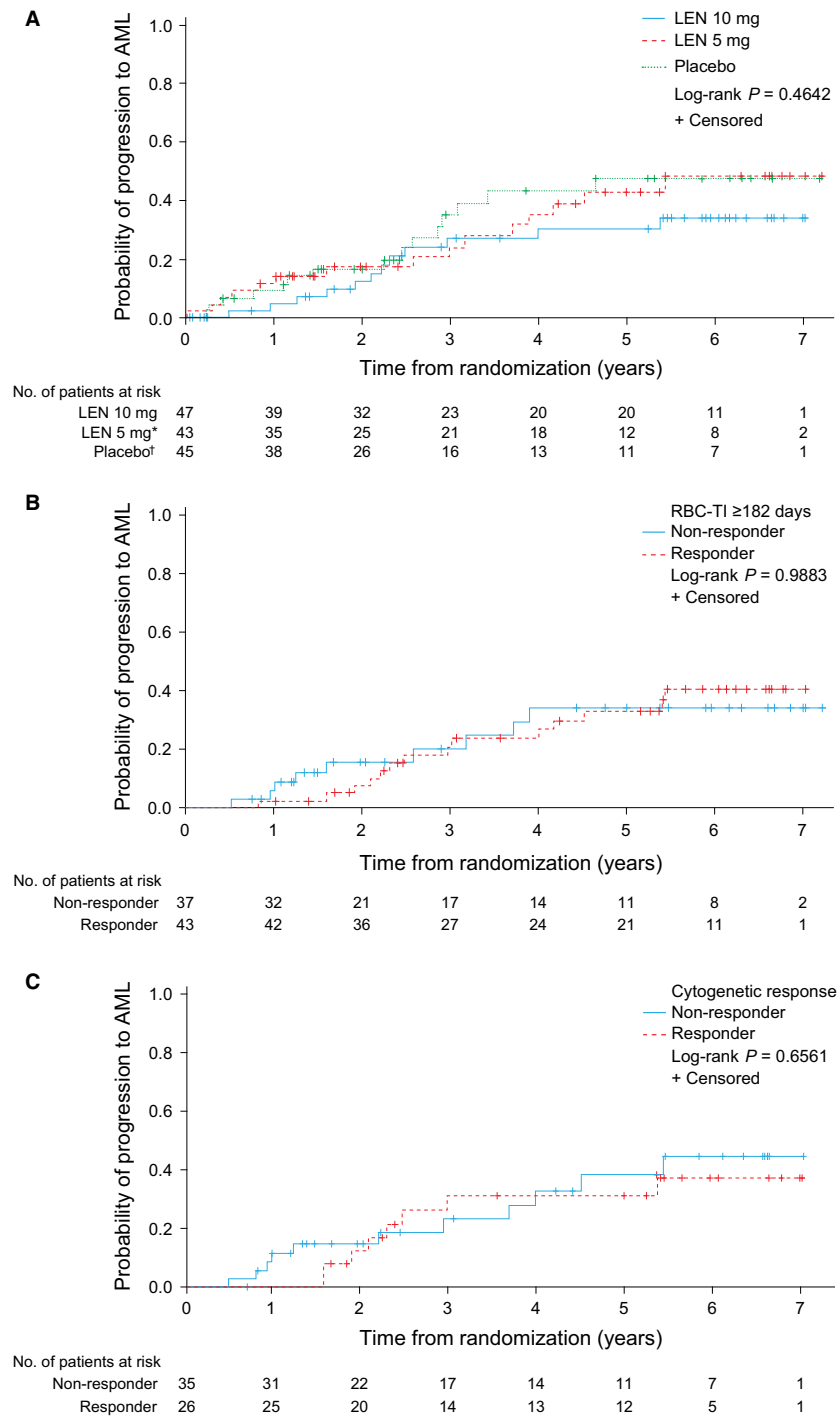 A
LEN 10 mg
LEN 5 mg
Placebo
Log-rank P = 0.4642
+ Censored
Probability of progression to AML
1.0
0.8
0.6
0.4
0.2
0.0
0 1 2 3 4 5 6 7
Time from randomization (years)
No. of patients at risk
LEN 10 mg 47 39 32 23 20 20 11 1
LEN 5 mg* 43 35 25 21 18 12 8 2
Placebo† 45 38 26 16 13 11 7 1
B
RBC-TI ≥182 days
Non-responder
Responder
Log-rank P = 0.9883
+ Censored
Probability of progression to AML
1.0
0.8
0.6
0.4
0.2
0.0
0 1 2 3 4 5 6 7
Time from randomization (years)
No. of patients at risk
Non-responder 37 32 21 17 14 11 8 2
Responder 43 42 36 27 24 21 11 1
C
Cytogenetic response
Non-responder
Responder
Log-rank P = 0.6561
+ Censored
Probability of progression to AML
1.0
0.8
0.6
0.4
0.2
0.0
0 1 2 3 4 5 6 7
Time from randomization (years)
No. of patients at risk
Non-responder 35 31 22 17 14 11 7 1
Responder 26 25 20 14 13 12 5 1